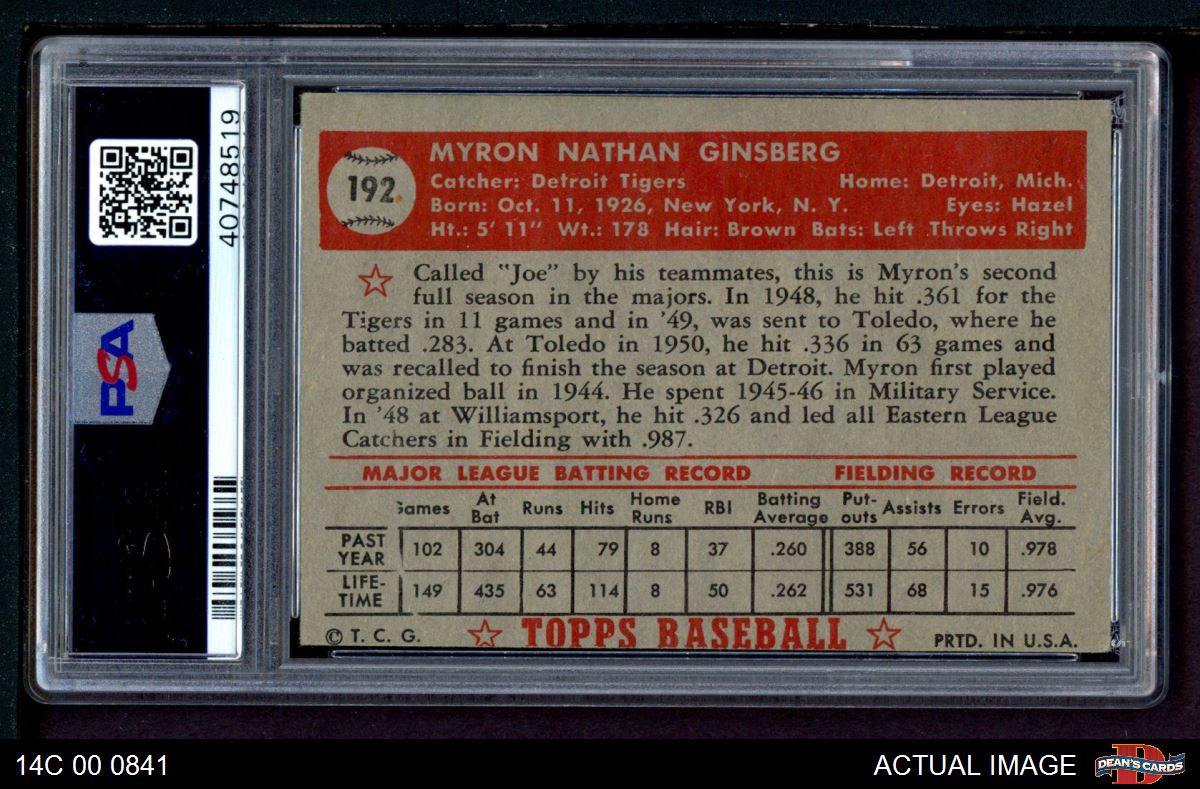 40748519
PSA
192
MYRON NATHAN GINSBERG
Catcher: Detroit Tigers Home: Detroit, Mich.
Born: Oct. 11, 1926, New York, N. Y. Eyes: Hazel
Ht.: 5' 11" Wt.: 178 Hair: Brown Bats: Left Throws Right
Called "Joe" by his teammates, this is Myron's second
full season in the majors. In 1948, he hit .361 for the
Tigers in 11 games and in '49, was sent to Toledo, where he
batted .283. At Toledo in 1950, he hit .336 in 63 games and
was recalled to finish the season at Detroit. Myron first played
organized ball in 1944. He spent 1945-46 in Military Service.
In '48 at Williamsport, he hit .326 and led all Eastern League
Catchers in Fielding with .987.
MAJOR LEAGUE BATTING RECORD FIELDING RECORD
Games At Bat Runs Hits Home Runs RBI Batting Average Put-outs Assists Errors Field. Avg.
PAST YEAR 102 304 44 79 8 37 .260 388 56 10 .978
LIFE-TIME 149 435 63 114 8 50 .262 531 68 15 .976
© T. C. G. TOPPS BASEBALL PRTD. IN U.S.A.
14C 00 0841 ACTUAL IMAGE
D
DEAN'S CARDS